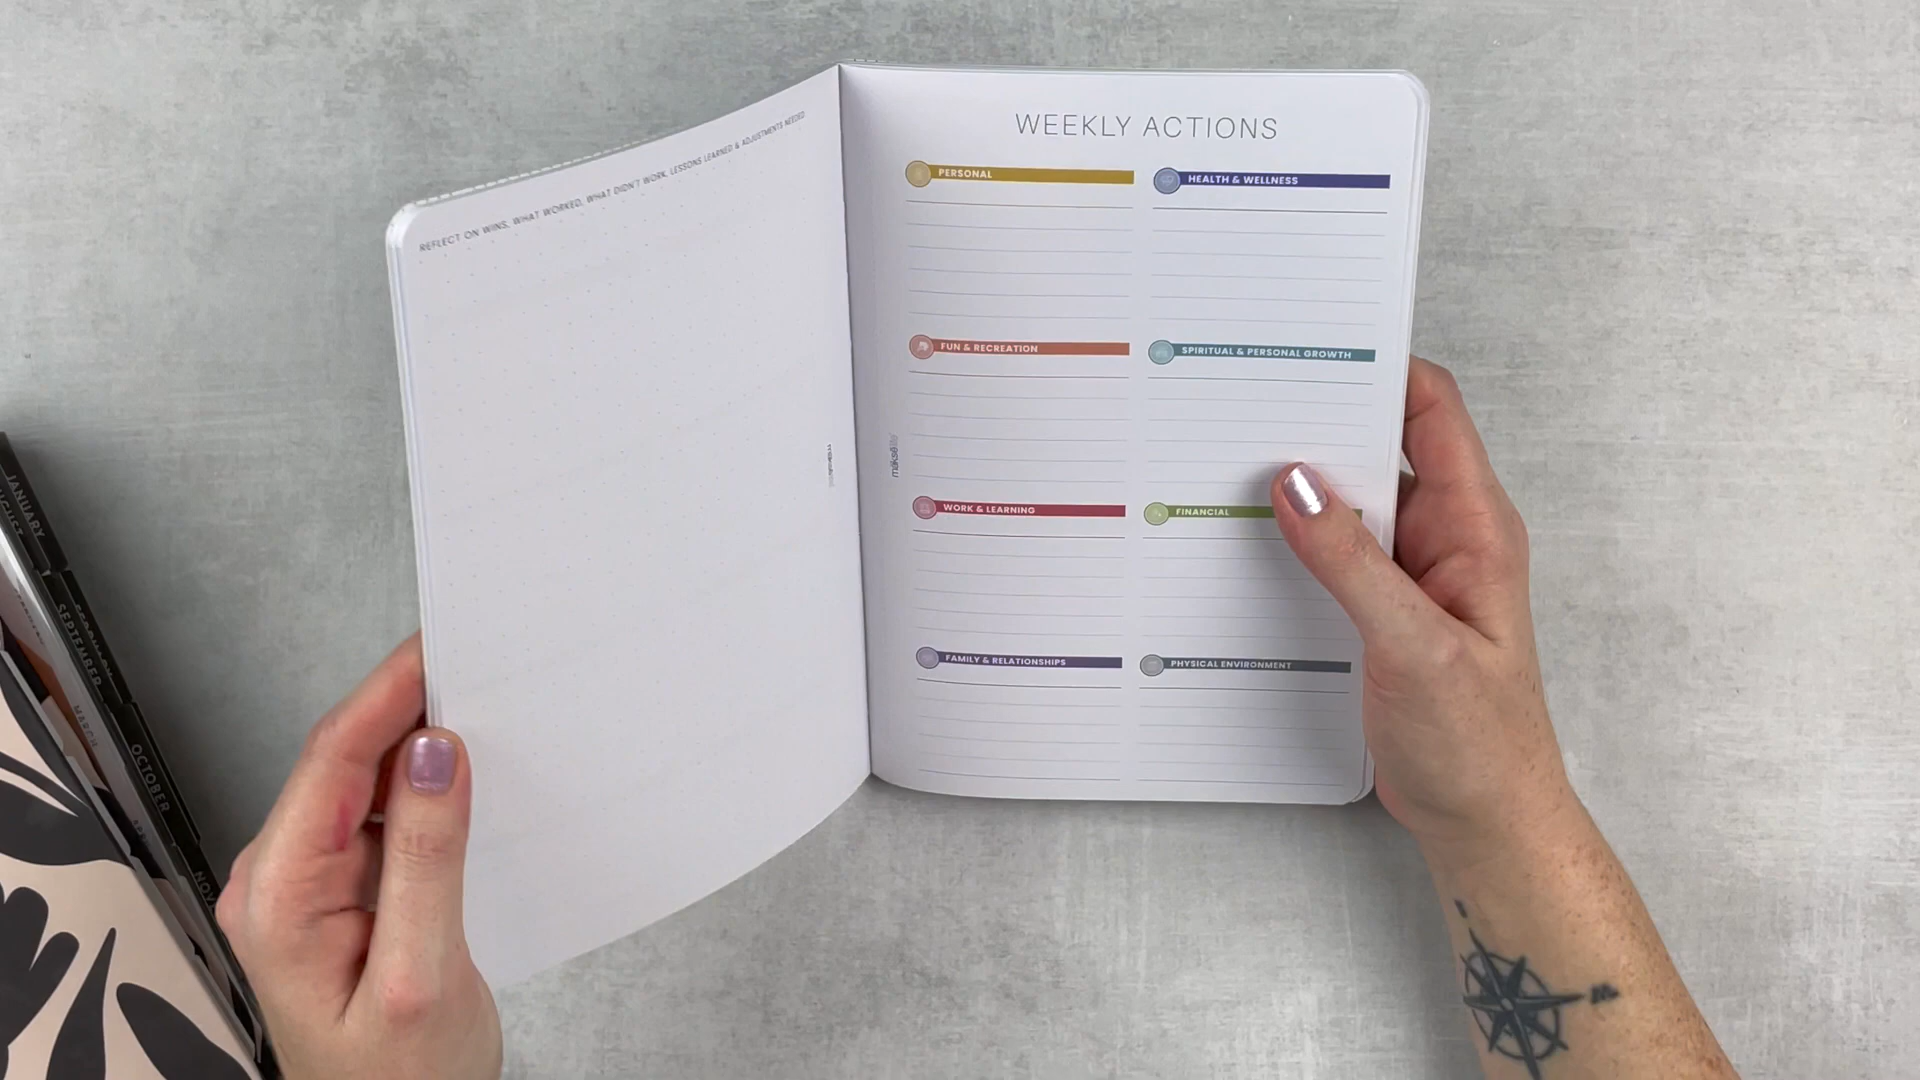 REFLECT ON WINS, WHAT WORKED, WHAT DIDN'T WORK, LESSONS LEARNED & ADJUSTMENTS NEEDED
WEEKLY ACTIONS
PERSONAL
HEALTH & WELLNESS
FUN & RECREATION
SPIRITUAL & PERSONAL GROWTH
WORK & LEARNING
FINANCIAL
FAMILY & RELATIONSHIPS
PHYSICAL ENVIRONMENT
JANUARY
SEPTEMBER
MARCH
OCTOBER